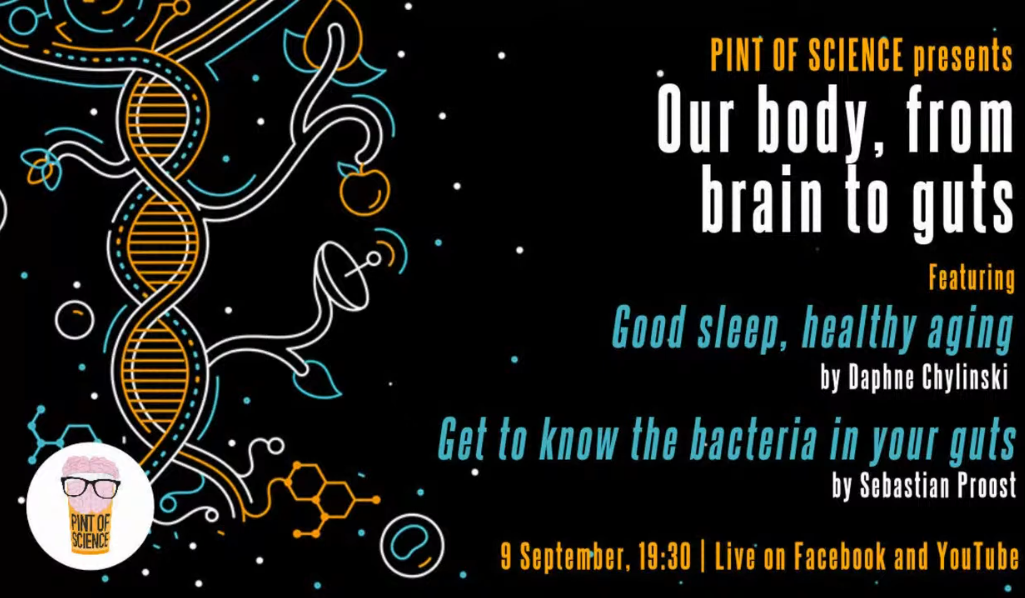 PINT OF SCIENCE presents
Our body, from
brain to guts
Featuring
Good sleep, healthy aging
by Daphne Chylinski
Get to know the bacteria in your guts
by Sebastian Proost
9 September, 19:30 | Live on Facebook and YouTube
PINT OF
SCIENCE